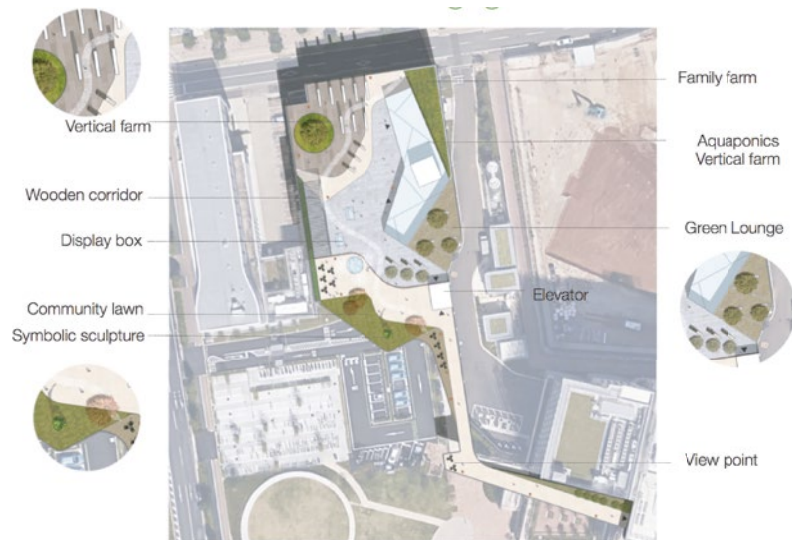 Family farm
Vertical farm
Aquaponics
Vertical farm
Wooden corridor
Green Lounge
Display box
Elevator
Community lawn
Symbolic sculpture
View point